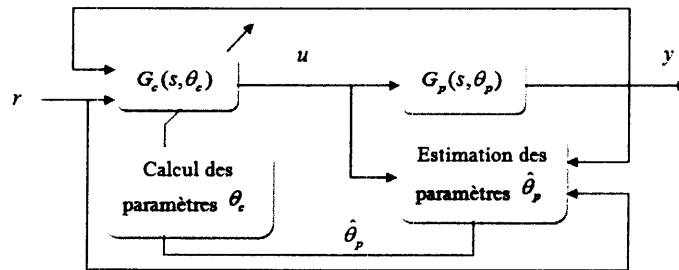 u
y
G_c(s,θ_c)
G_p(s,θ_p)
r
Calcul des
paramètres θ_c
Estimation des
paramètres θ̂_p
θ̂_p